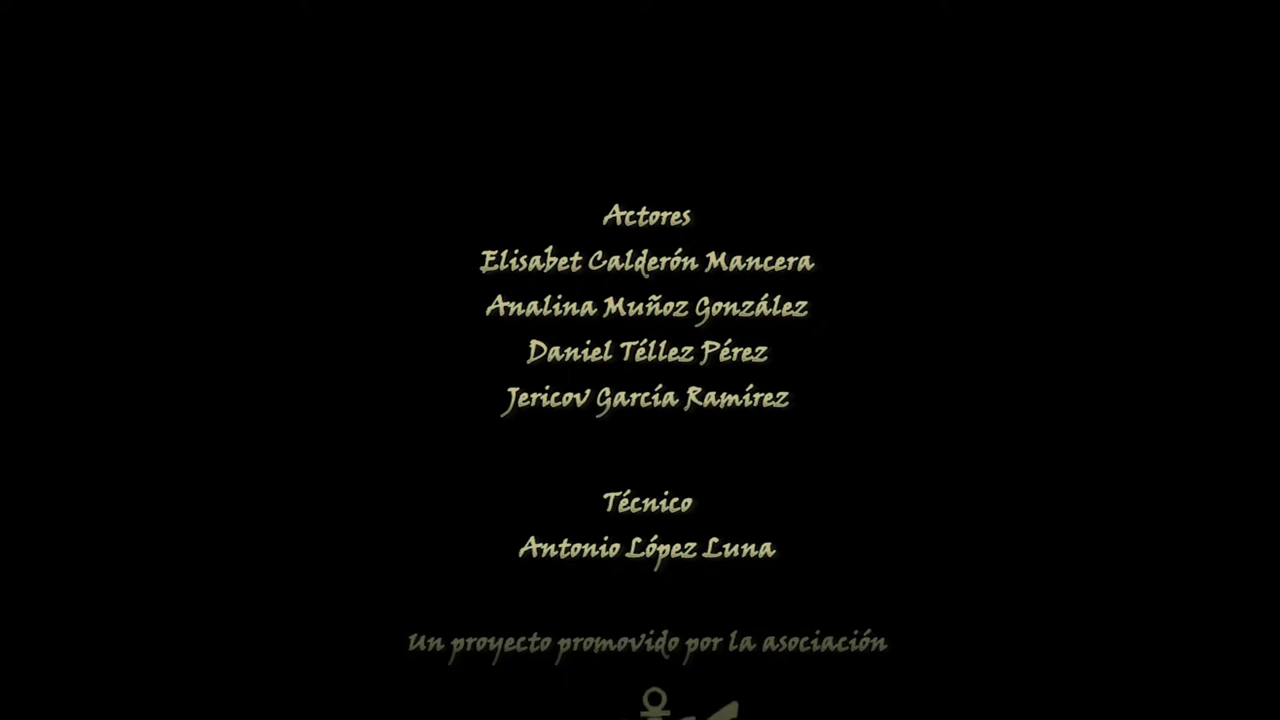 Actores
Elisabet Calderón Mancera
Analina Muñoz González
Daniel Téllez Pérez
Jericov García Ramírez
Técnico
Antonio López Luna
Un proyecto promovido por la asociación